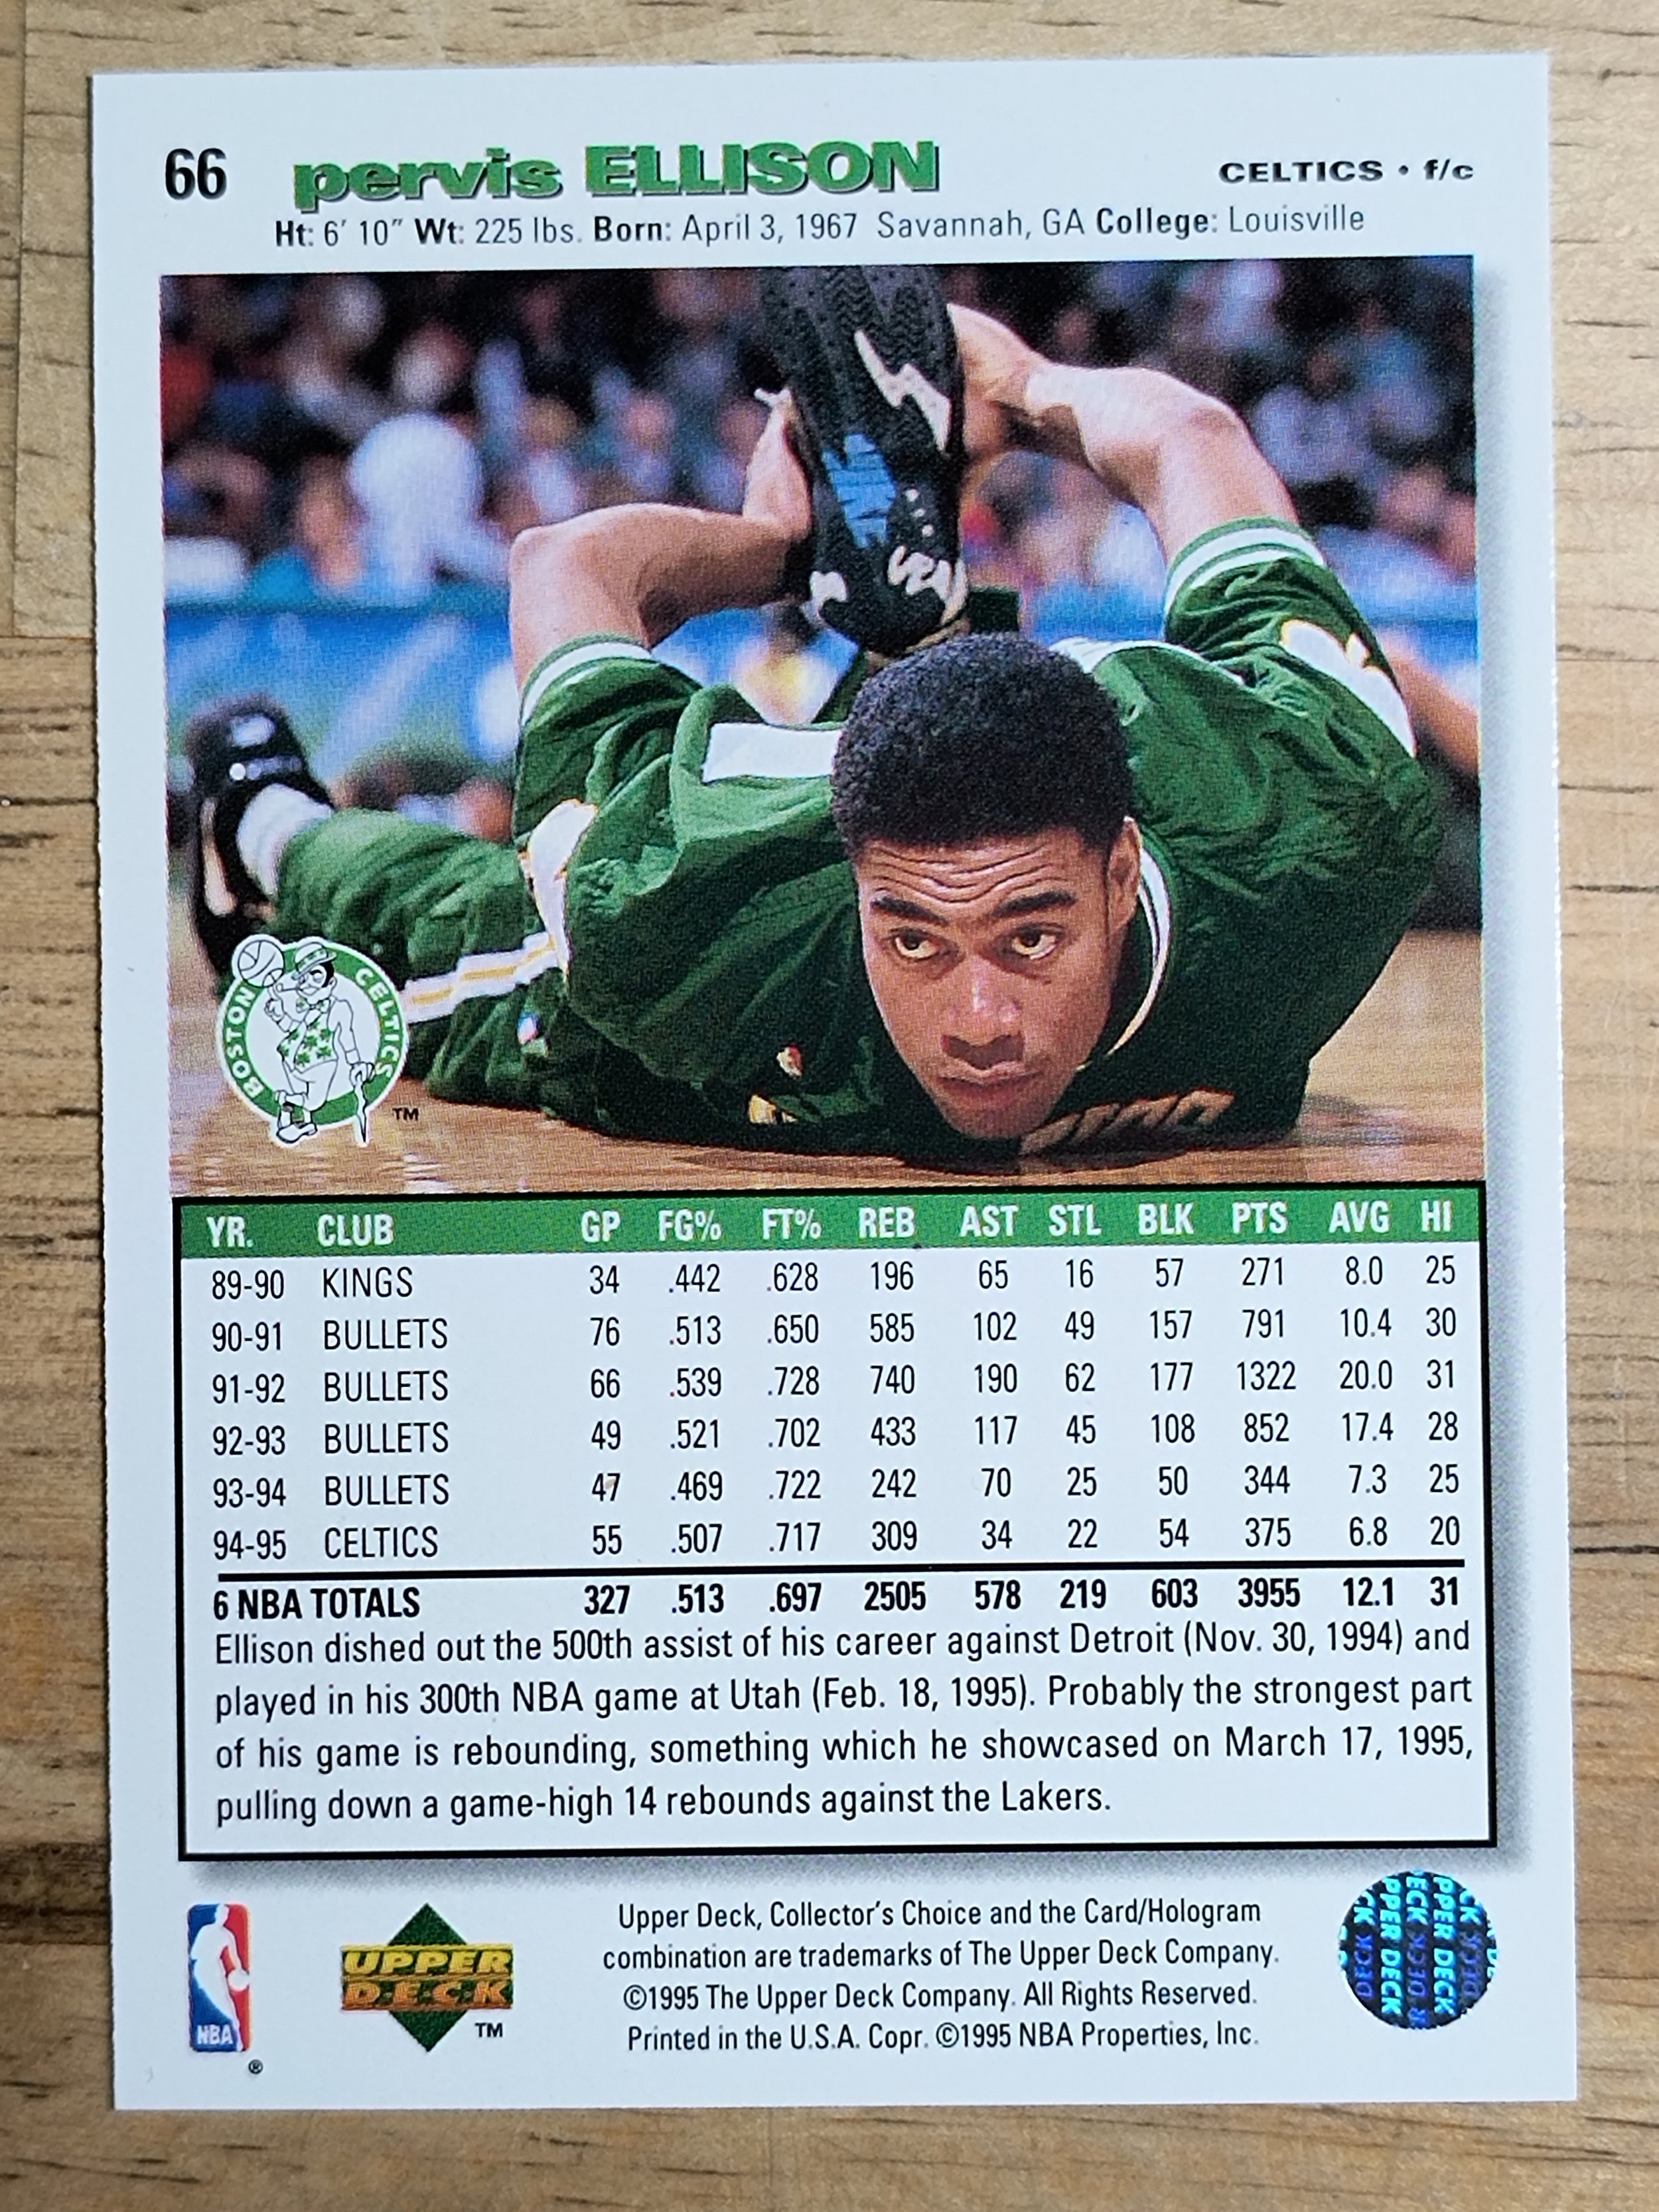 66 pervis ELLISON CELTICS • f/c
Ht: 6' 10" Wt: 225 lbs. Born: April 3, 1967 Savannah, GA College: Louisville
NIKE
BOSTON CELTICS
TM
YR. CLUB GP FG% FT% REB AST STL BLK PTS AVG HI
89-90 KINGS 34 .442 .628 196 65 16 57 271 8.0 25
90-91 BULLETS 76 .513 .650 585 102 49 157 791 10.4 30
91-92 BULLETS 66 .539 .728 740 190 62 177 1322 20.0 31
92-93 BULLETS 49 .521 .702 433 117 45 108 852 17.4 28
93-94 BULLETS 47 .469 .722 242 70 25 50 344 7.3 25
94-95 CELTICS 55 .507 .717 309 34 22 54 375 6.8 20
6 NBA TOTALS 327 .513 .697 2505 578 219 603 3955 12.1 31
Ellison dished out the 500th assist of his career against Detroit (Nov. 30, 1994) and
played in his 300th NBA game at Utah (Feb. 18, 1995). Probably the strongest part
of his game is rebounding, something which he showcased on March 17, 1995,
pulling down a game-high 14 rebounds against the Lakers.
NBA
®
UPPER
DECK
TM
Upper Deck, Collector's Choice and the Card/Hologram
combination are trademarks of The Upper Deck Company.
©1995 The Upper Deck Company. All Rights Reserved.
Printed in the U.S.A. Copr. ©1995 NBA Properties, Inc.
DECK
PPER DECK
ECK
DECK
PPER DECK
CK
DECK